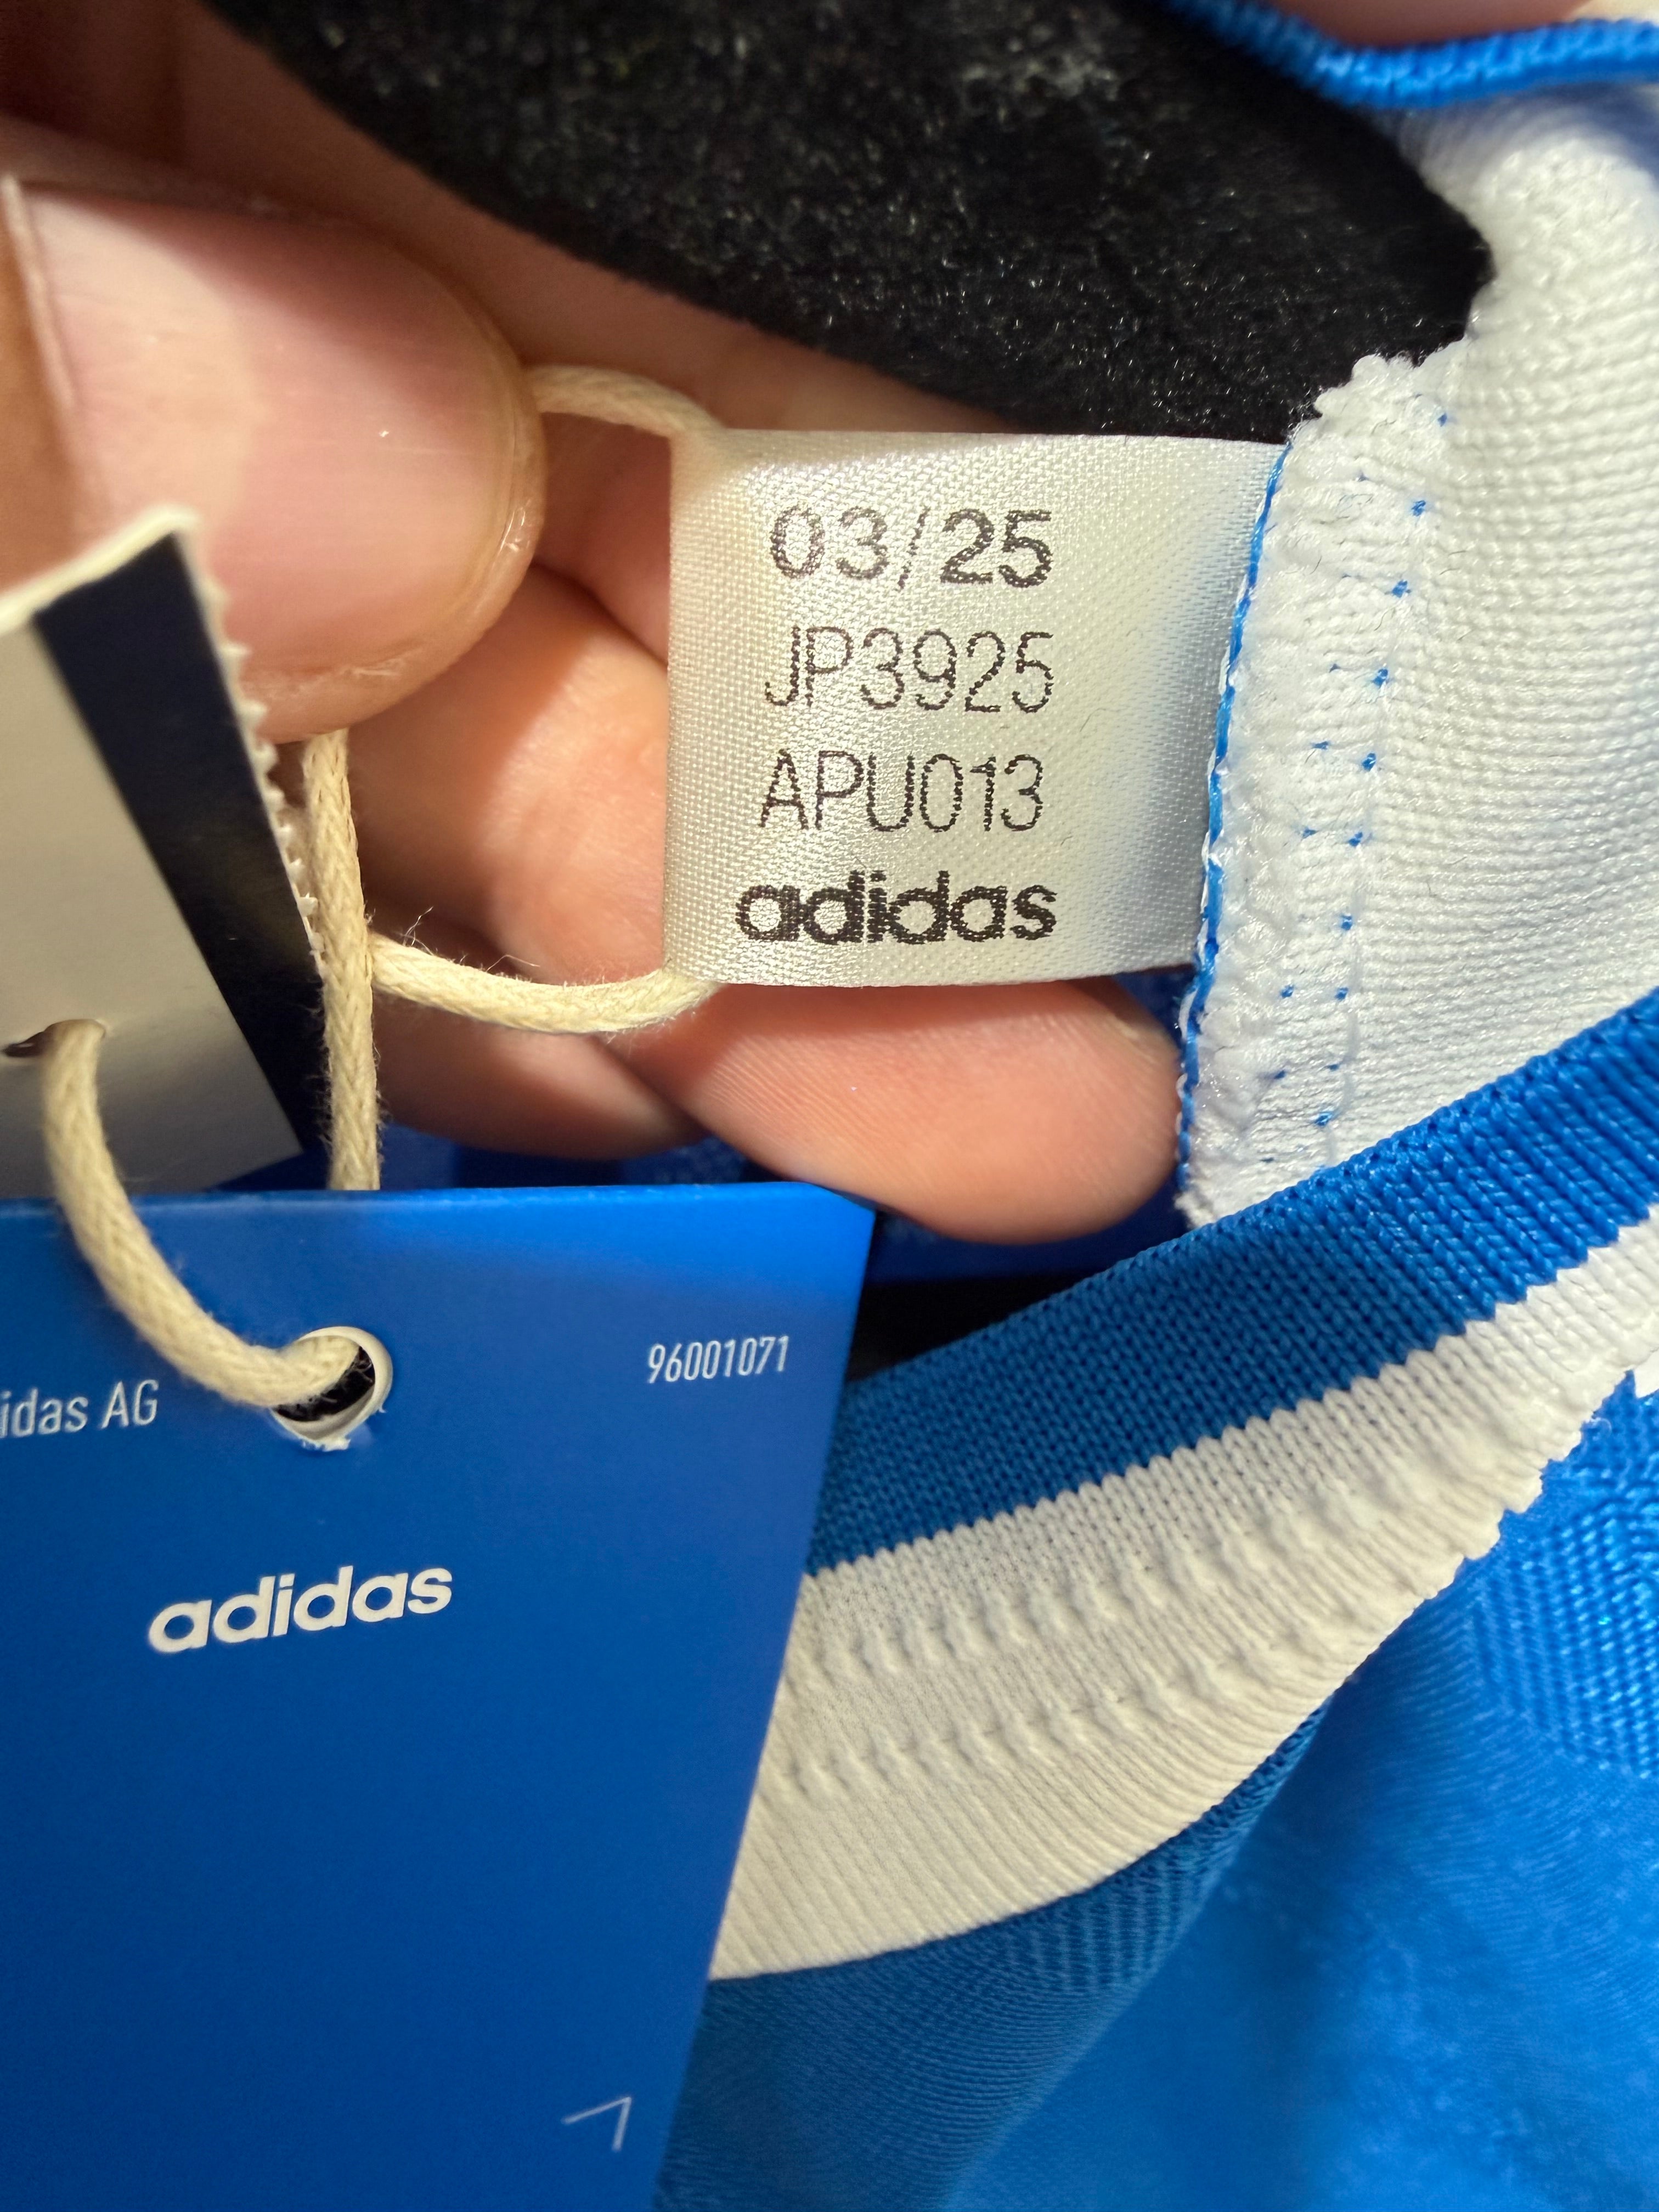 03/25
JP3925
APU013
adidas
96001071
idas AG
adidas